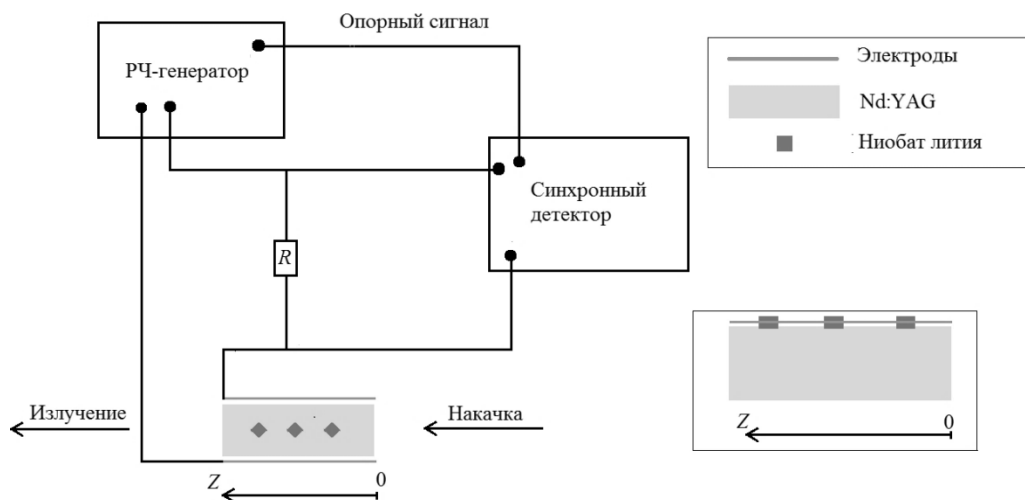 Опорный сигнал
РЧ-генератор
Электроды
Nd:YAG
Ниобат лития
Синхронный
детектор
R
Излучение
Накачка
Z
0
Z
0